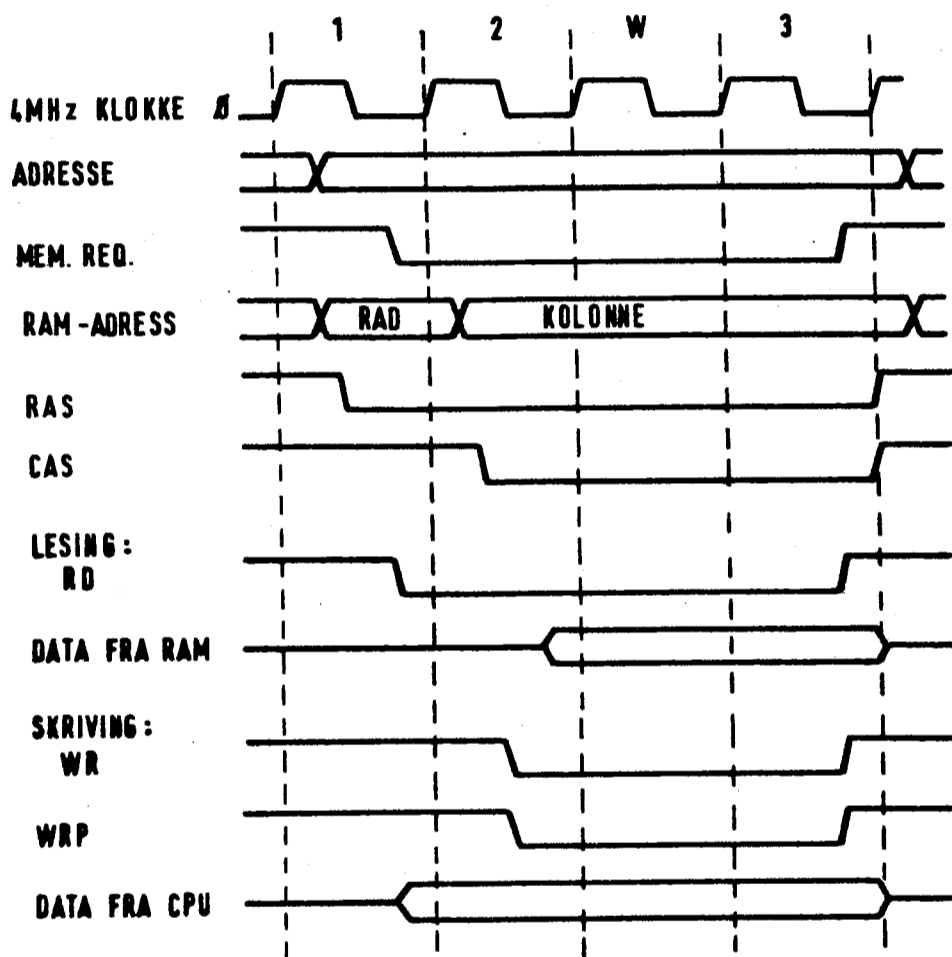 1 2 W 3
4MHz KLOKKE Ø
ADRESSE
MEM. REQ.
RAM-ADRESS RAD KOLONNE
RAS
CAS
LESING:
RD
DATA FRA RAM
SKRIVING:
WR
WRP
DATA FRA CPU